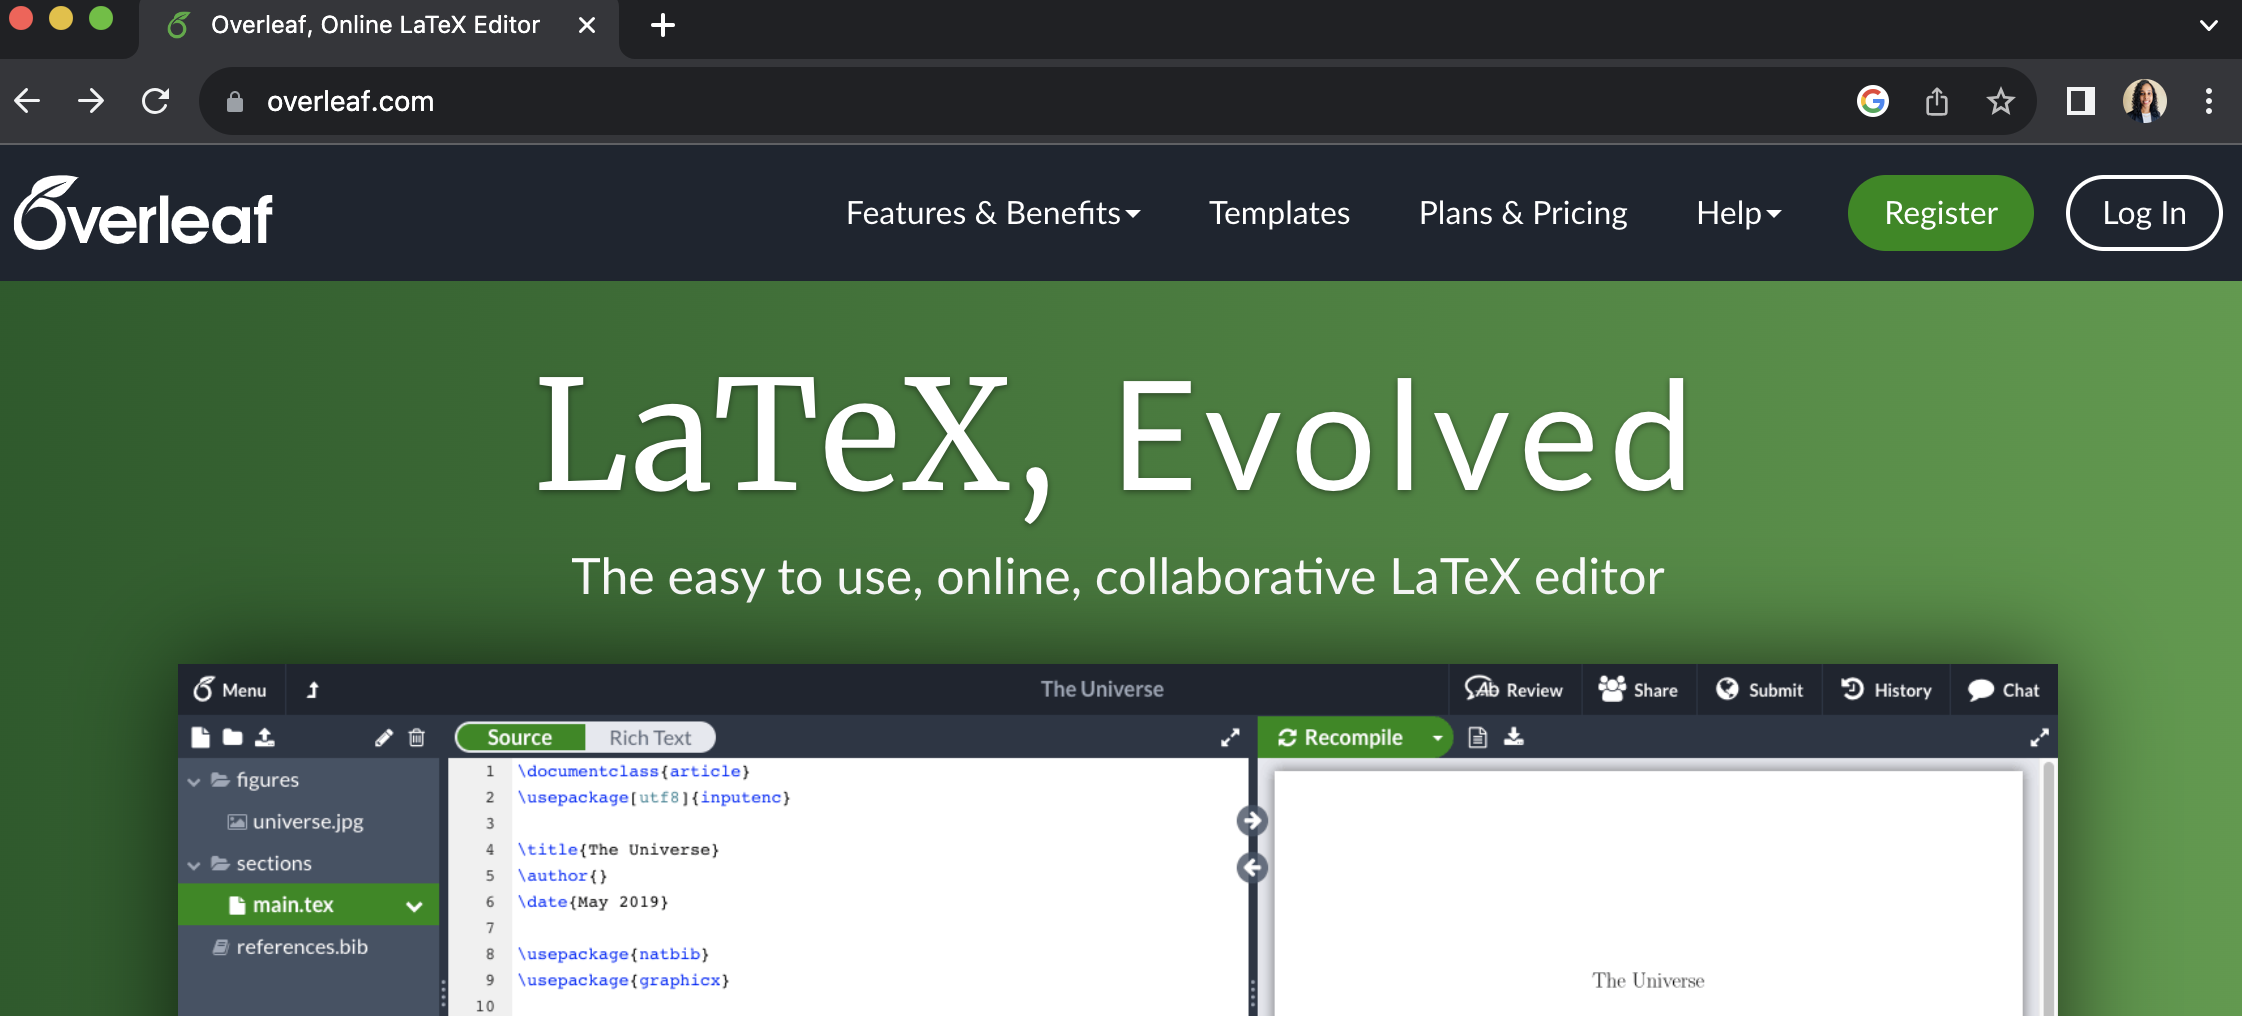 Overleaf, Online LaTeX Editor
overleaf.com
Overleaf
Features & Benefits
Templates
Plans & Pricing
Help
Register
Log In
LaTeX, Evolved
The easy to use, online, collaborative LaTeX editor
Menu
The Universe
Review
Share
Submit
History
Chat
Source
Rich Text
Recompile
figures
universe.jpg
sections
main.tex
references.bib
1 \documentclass{article}
2 \usepackage[utf8]{inputenc}
3
4 \title{The Universe}
5 \author{}
6 \date{May 2019}
7
8 \usepackage{natbib}
9 \usepackage{graphicx}
10
The Universe